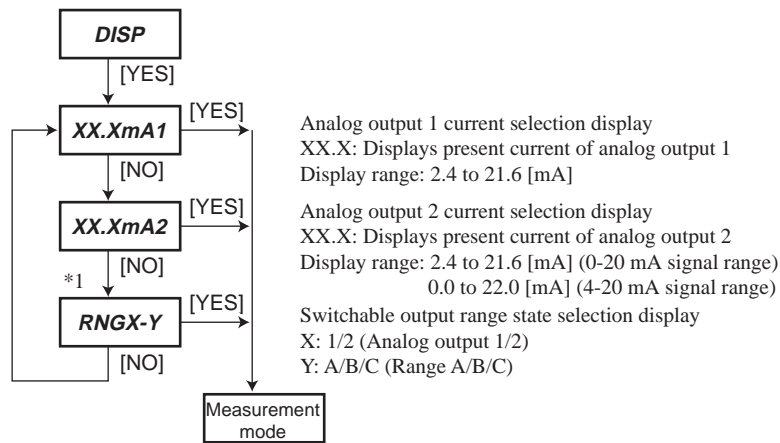 DISP
[YES]
XX.XmA1
[YES]
Analog output 1 current selection display
XX.X: Displays present current of analog output 1
Display range: 2.4 to 21.6 [mA]
[NO]
XX.XmA2
[YES]
Analog output 2 current selection display
XX.X: Displays present current of analog output 2
Display range: 2.4 to 21.6 [mA] (0-20 mA signal range)
0.0 to 22.0 [mA] (4-20 mA signal range)
[NO]
*1
RNGX-Y
[YES]
Switchable output range state selection display
X: 1/2 (Analog output 1/2)
Y: A/B/C (Range A/B/C)
[NO]
Measurement
mode